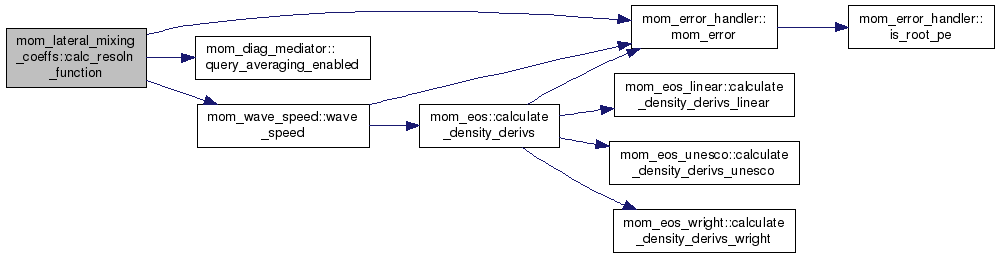 mom_lateral_mixing
_coeffs::calc_resoln
_function
mom_diag_mediator::
query_averaging_enabled
mom_wave_speed::wave
_speed
mom_eos::calculate
_density_derivs
mom_error_handler::
mom_error
mom_error_handler::
is_root_pe
mom_eos_linear::calculate
_density_derivs_linear
mom_eos_unesco::calculate
_density_derivs_unesco
mom_eos_wright::calculate
_density_derivs_wright